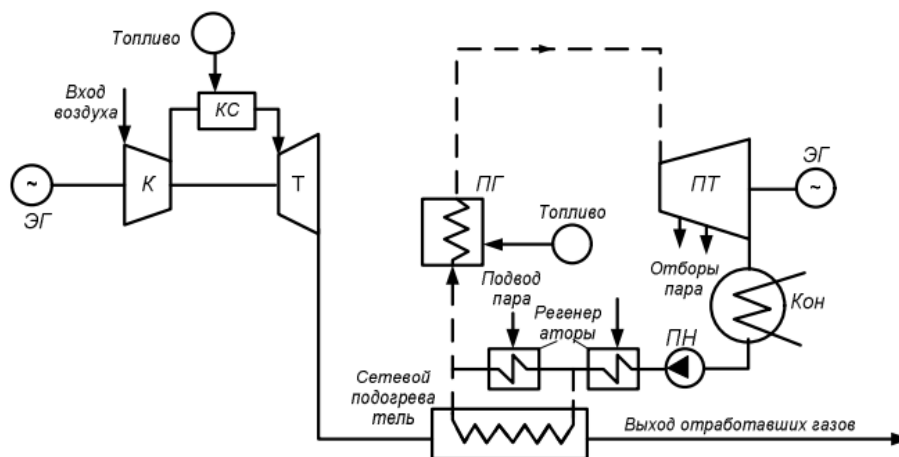 Топливо
Вход
воздуха
КС
ЭГ
К
Т
ПГ
Топливо
ПТ
ЭГ
Подвод
пара
Отборы
пара
Регенер
аторы
ПН
Кон
Сетевой
подогрева
тель
Выход отработавших газов
~
~